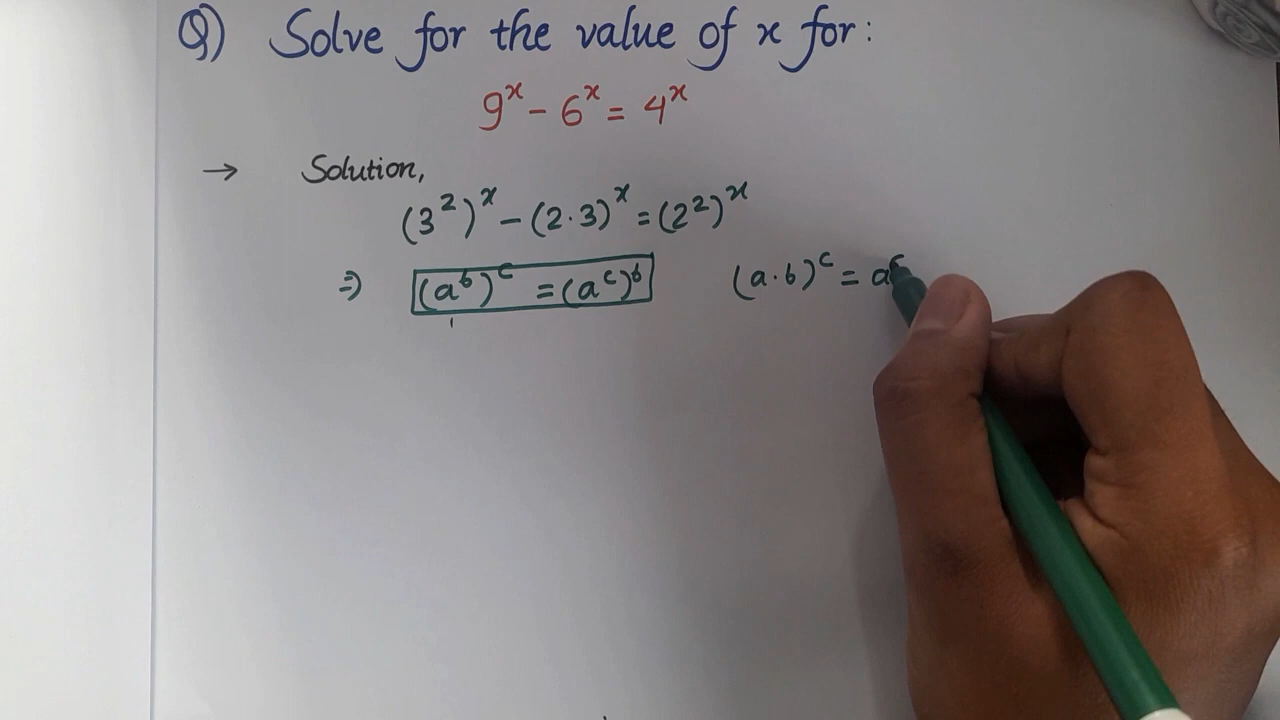 Q) Solve for the value of x for:
9^x - 6^x = 4^x
→ Solution,
(3^2)^x - (2·3)^x = (2^2)^x
⇒ (a^b)^c = (a^c)^b (a·b)^c = a^c